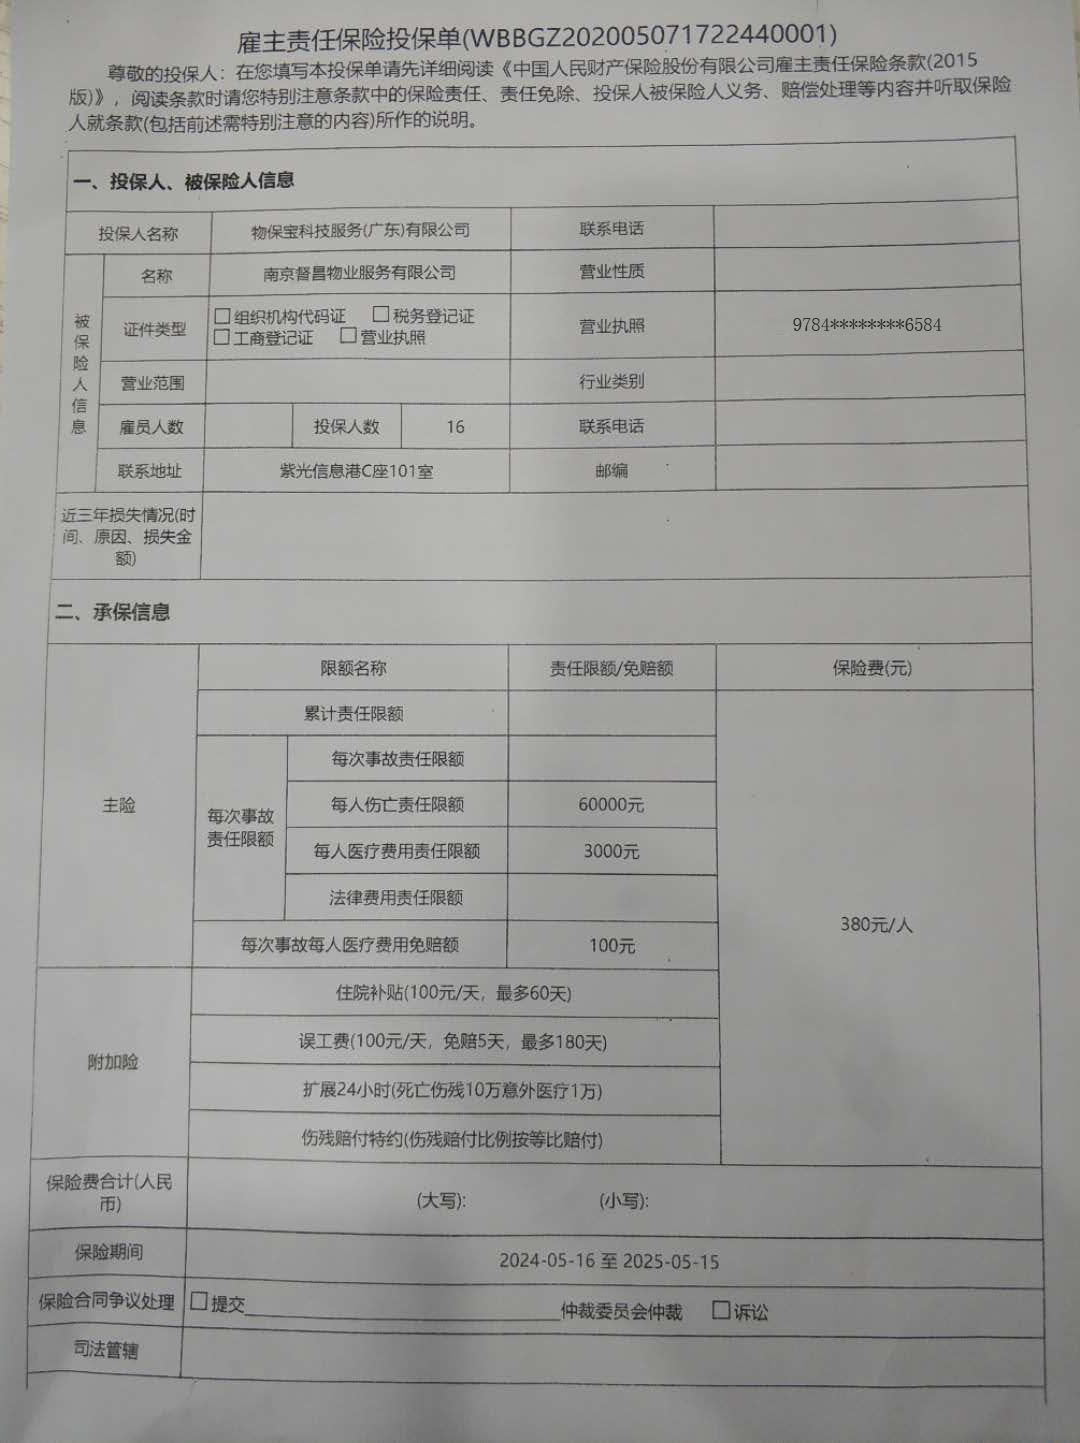 雇主责任保险投保单(WBBGZ202005071722440001)
尊敬的投保人：在您填写本投保单请先详细阅读《中国人民财产保险股份有限公司雇主责任保险条款(2015
版)》，阅读条款时请您特别注意条款中的保险责任、责任免除、投保人被保险人义务、赔偿处理等内容并听取保险
人就条款(包括前述需特别注意的内容)所作的说明。
一、投保人、被保险人信息
投保人名称 物保宝科技服务(广东)有限公司 联系电话
被保险人信息
名称 南京督昌物业服务有限公司 营业性质
证件类型 □组织机构代码证 □税务登记证
□工商登记证 □营业执照
营业执照 9784********6584
营业范围 行业类别
雇员人数 投保人数 16 联系电话
联系地址 紫光信息港C座101室 邮编
近三年损失情况(时
间、原因、损失金
额)
二、承保信息
限额名称 责任限额/免赔额 保险费(元)
主险
累计责任限额
每次事故
责任限额
每次事故责任限额
每人伤亡责任限额 60000元
每人医疗费用责任限额 3000元
法律费用责任限额
每次事故每人医疗费用免赔额 100元
380元/人
附加险
住院补贴(100元/天，最多60天)
误工费(100元/天，免赔5天，最多180天)
扩展24小时(死亡伤残10万意外医疗1万)
伤残赔付特约(伤残赔付比例按等比赔付)
保险费合计(人民
币)
(大写): (小写):
保险期间 2024-05-16 至 2025-05-15
保险合同争议处理 □提交____________________仲裁委员会仲裁 □诉讼
司法管辖